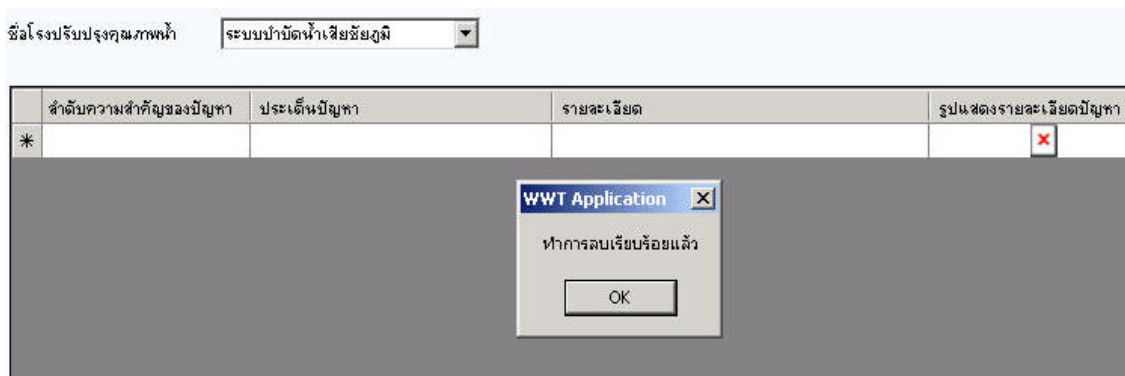 ชื่อโรงปรับปรุงคุณภาพน้ำ ระบบบำบัดน้ำเสียชัยภูมิ
ลำดับความสำคัญของปัญหา ประเด็นปัญหา รายละเอียด รูปแสดงรายละเอียดปัญหา
WWT Application
ทำการลบเรียบร้อยแล้ว
OK